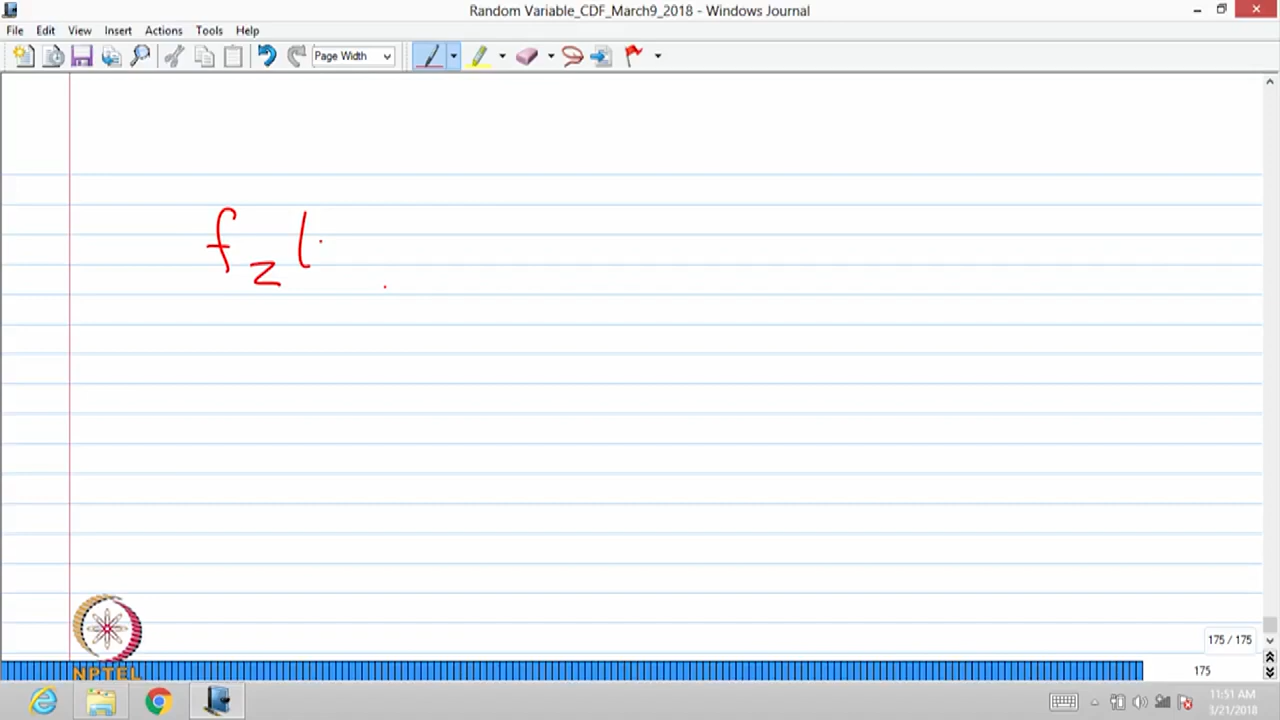 Random Variable_CDF_March9_2018 - Windows Journal
File Edit View Insert Actions Tools Help
Page Width
f_z (
175 / 175
NPTEL
175
11:51 AM
3/21/2018